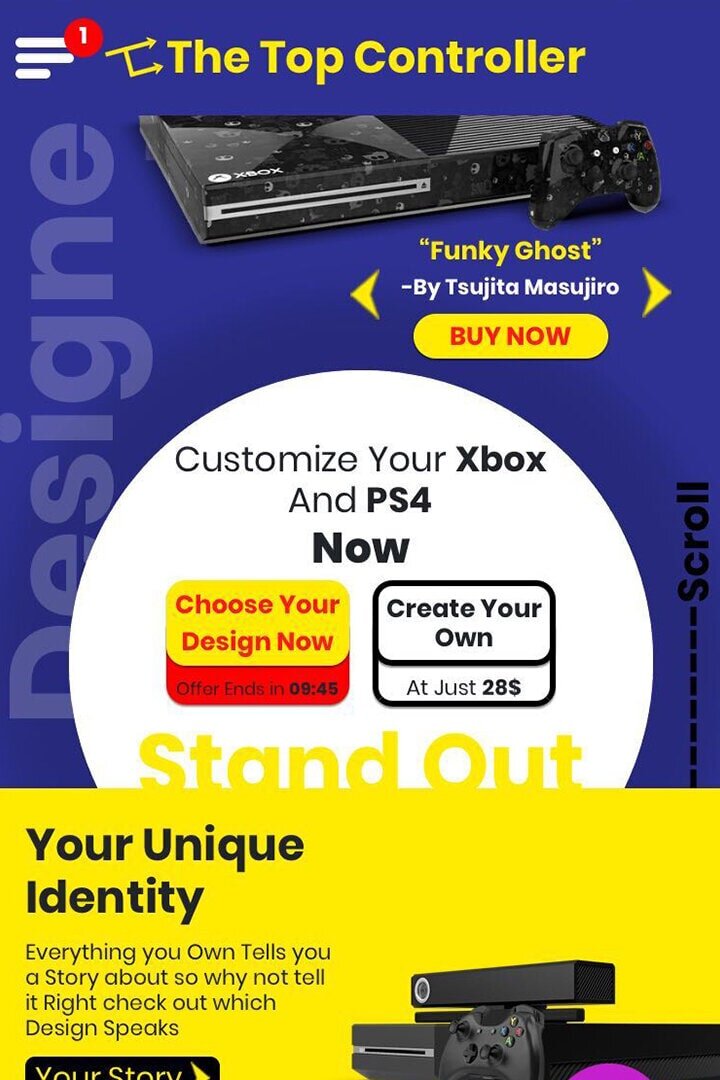 1
The Top Controller
Designe
XBOX
“Funky Ghost”
-By Tsujita Masujiro
BUY NOW
Customize Your Xbox
And PS4
Now
Choose Your
Design Now
Offer Ends in 09:45
Create Your
Own
At Just 28$
--------Scroll
Stand Out
Your Unique
Identity
Everything you Own Tells you
a Story about so why not tell
it Right check out which
Design Speaks
Your Story